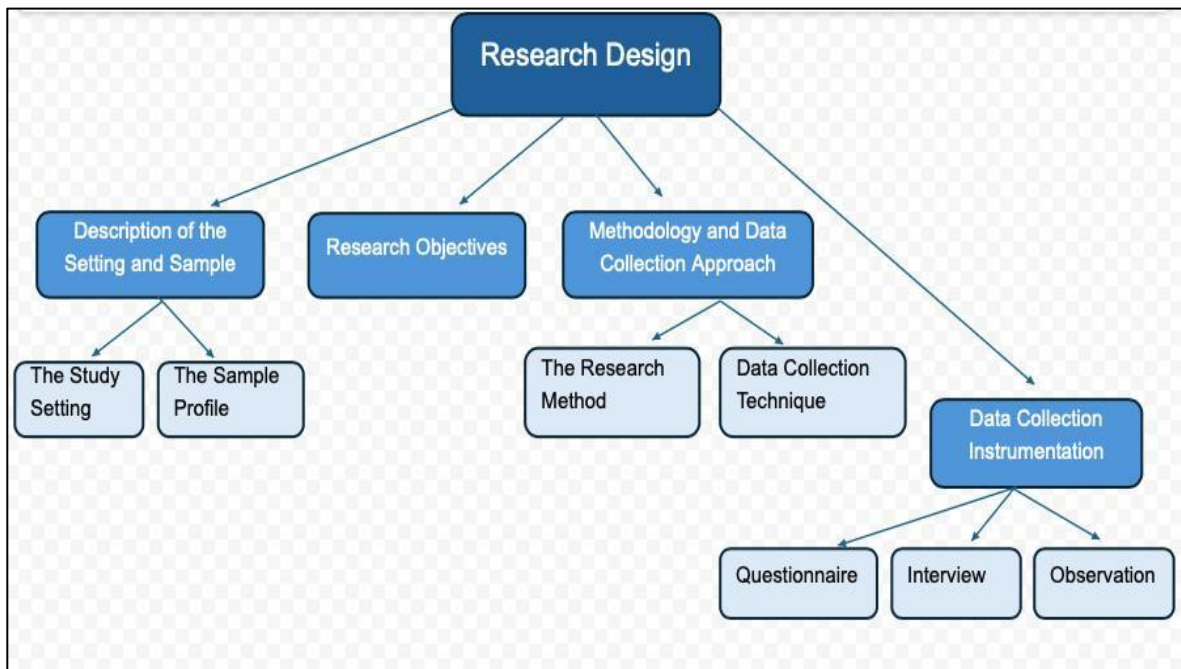 Research Design
Description of the
Setting and Sample
Research Objectives
Methodology and Data
Collection Approach
The Study
Setting
The Sample
Profile
The Research
Method
Data Collection
Technique
Data Collection
Instrumentation
Questionnaire
Interview
Observation